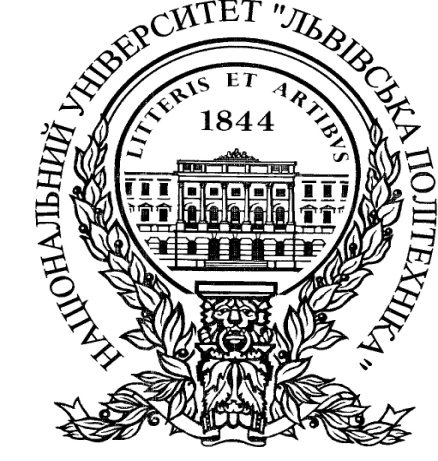 НАЦІОНАЛЬНИЙ УНІВЕРСИТЕТ "ЛЬВІВСЬКА ПОЛІТЕХНІКА"
LITTERIS ET ARTIBVS
1844